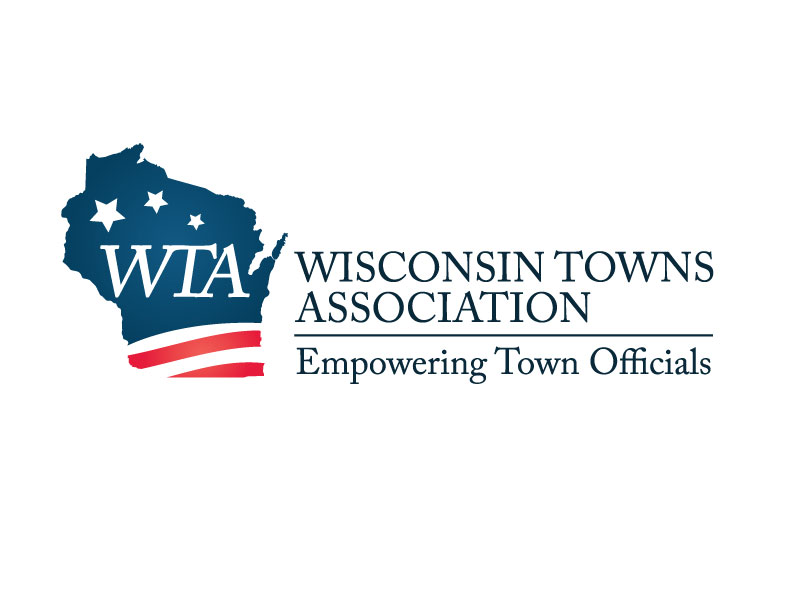 WTA
WISCONSIN TOWNS
ASSOCIATION
Empowering Town Officials